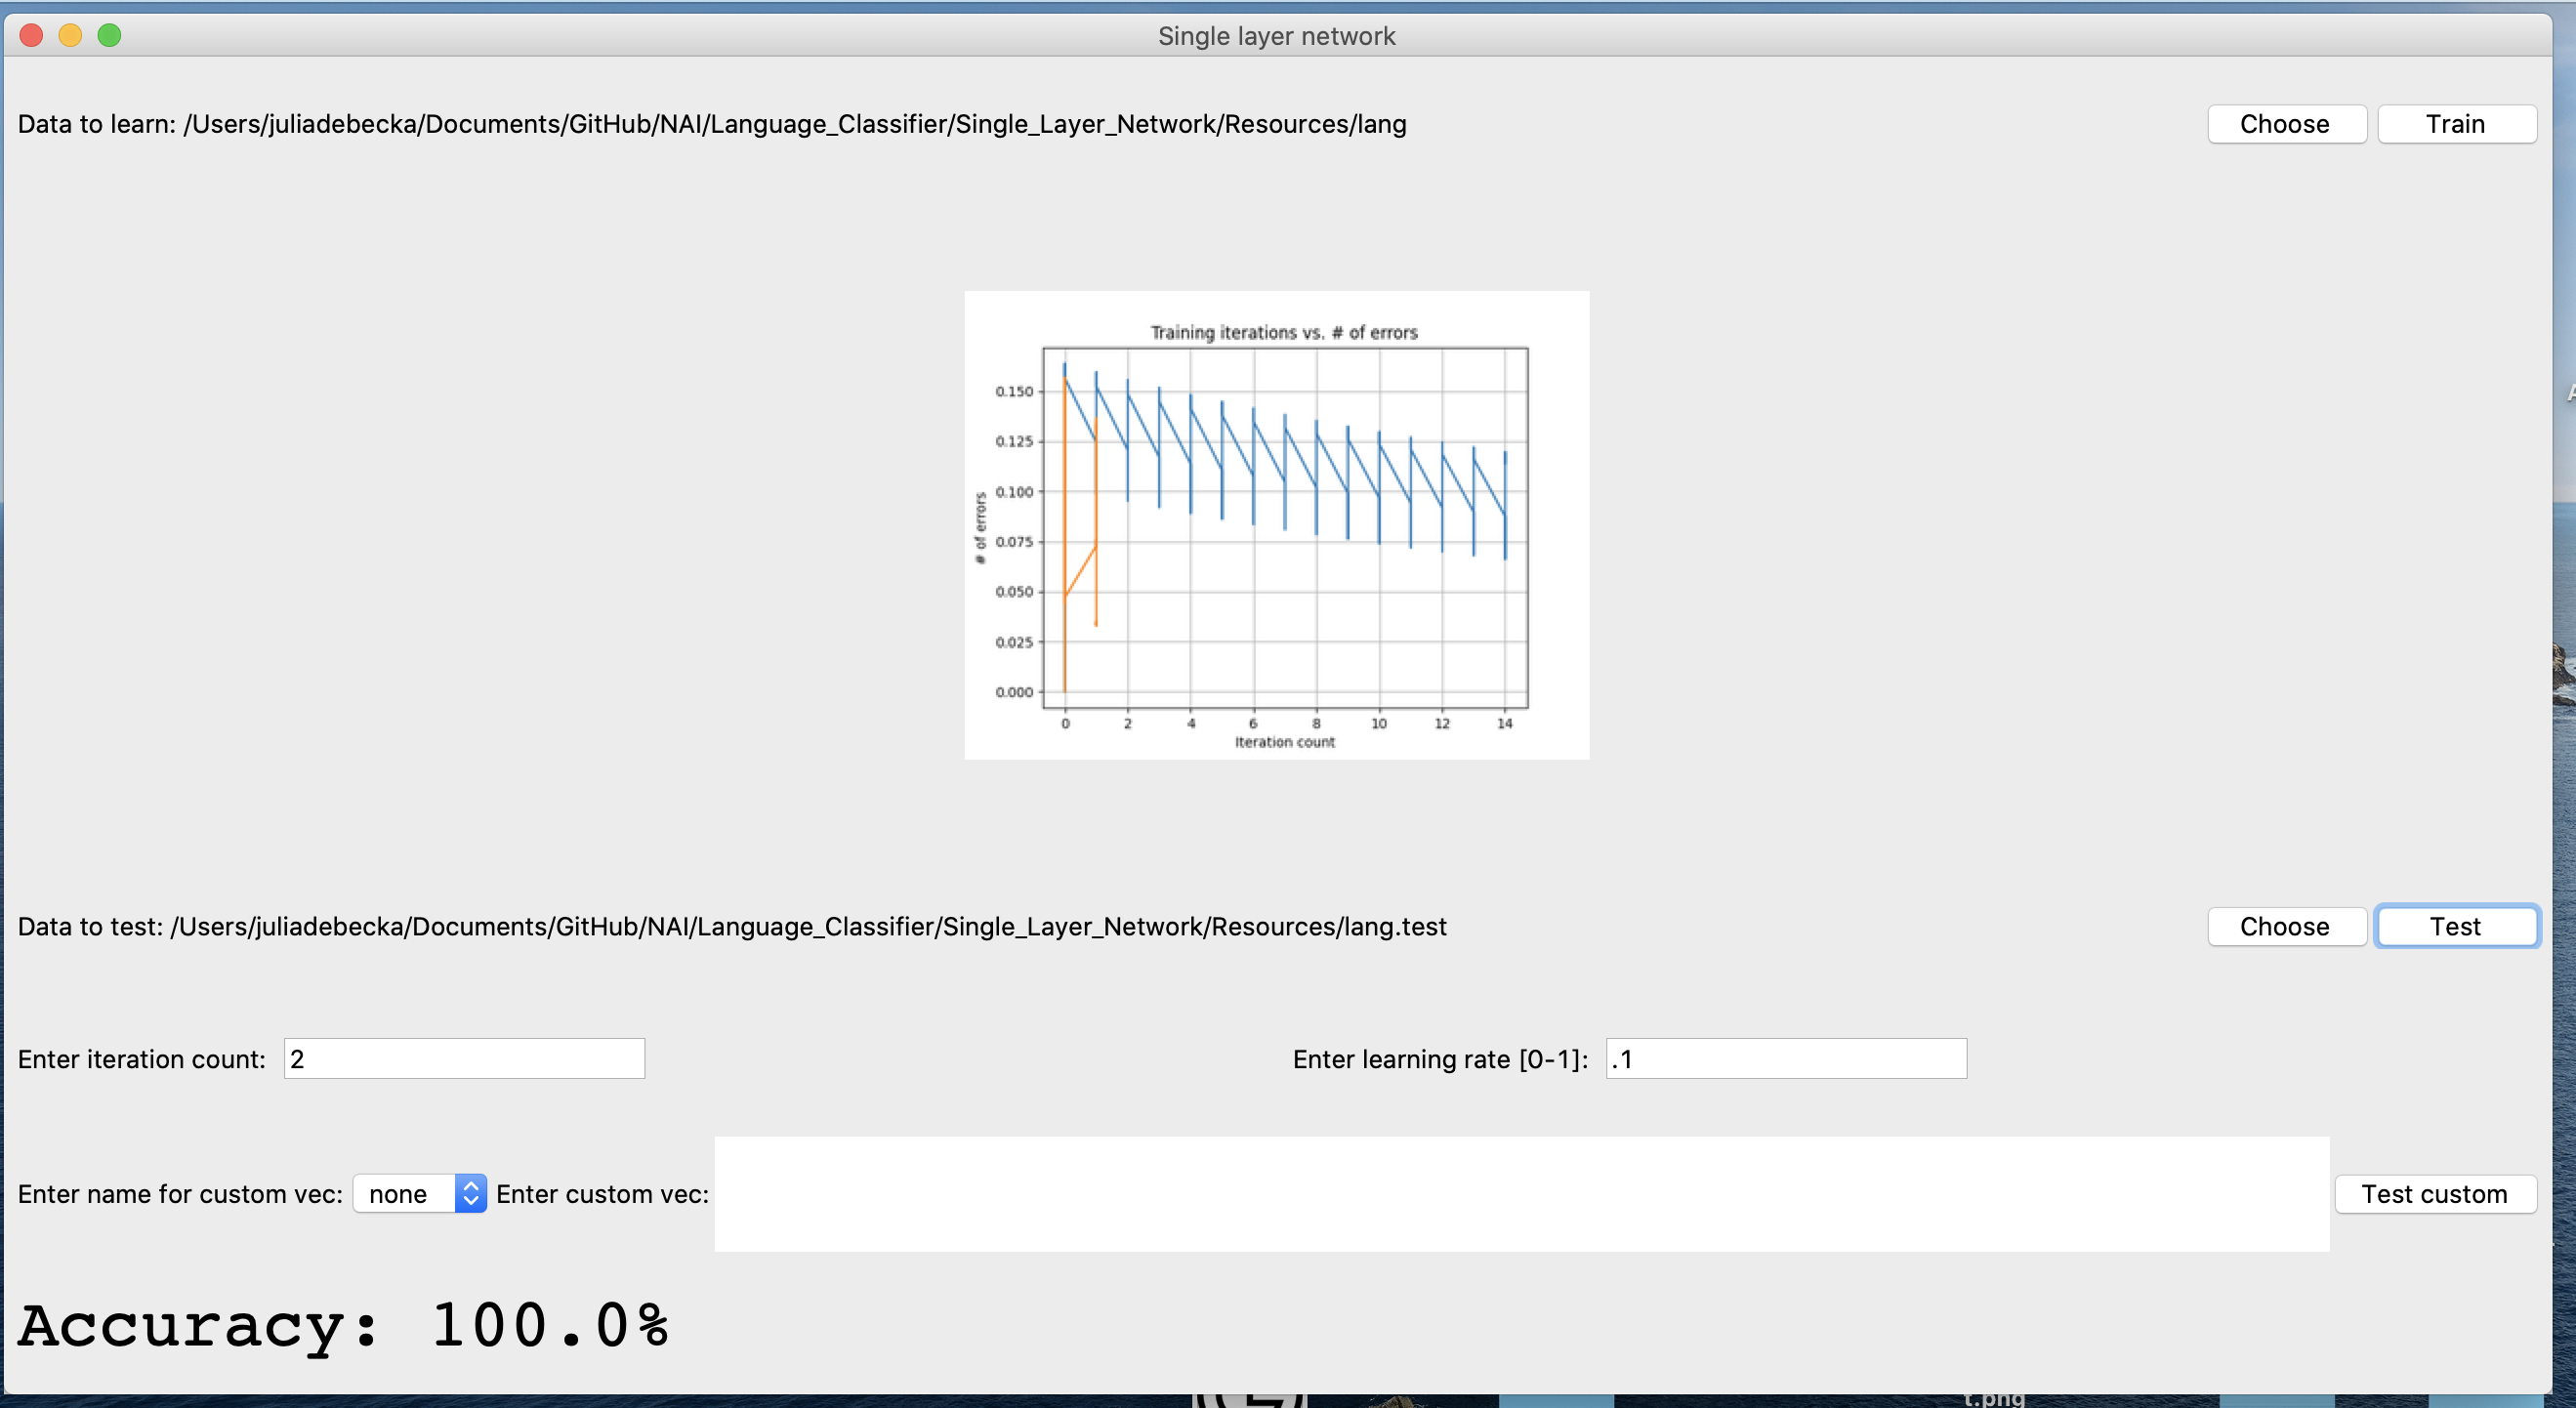 Single layer network
Data to learn: /Users/juliadebecka/Documents/GitHub/NAI/Language_Classifier/Single_Layer_Network/Resources/lang
Choose
Train
Training iterations vs. # of errors
# of errors
0.150
0.125
0.100
0.075
0.050
0.025
0.000
0 2 4 6 8 10 12 14
Iteration count
Data to test: /Users/juliadebecka/Documents/GitHub/NAI/Language_Classifier/Single_Layer_Network/Resources/lang.test
Choose
Test
Enter iteration count: 2
Enter learning rate [0-1]: .1
Enter name for custom vec: none Enter custom vec:
Test custom
Accuracy: 100.0%
t.png